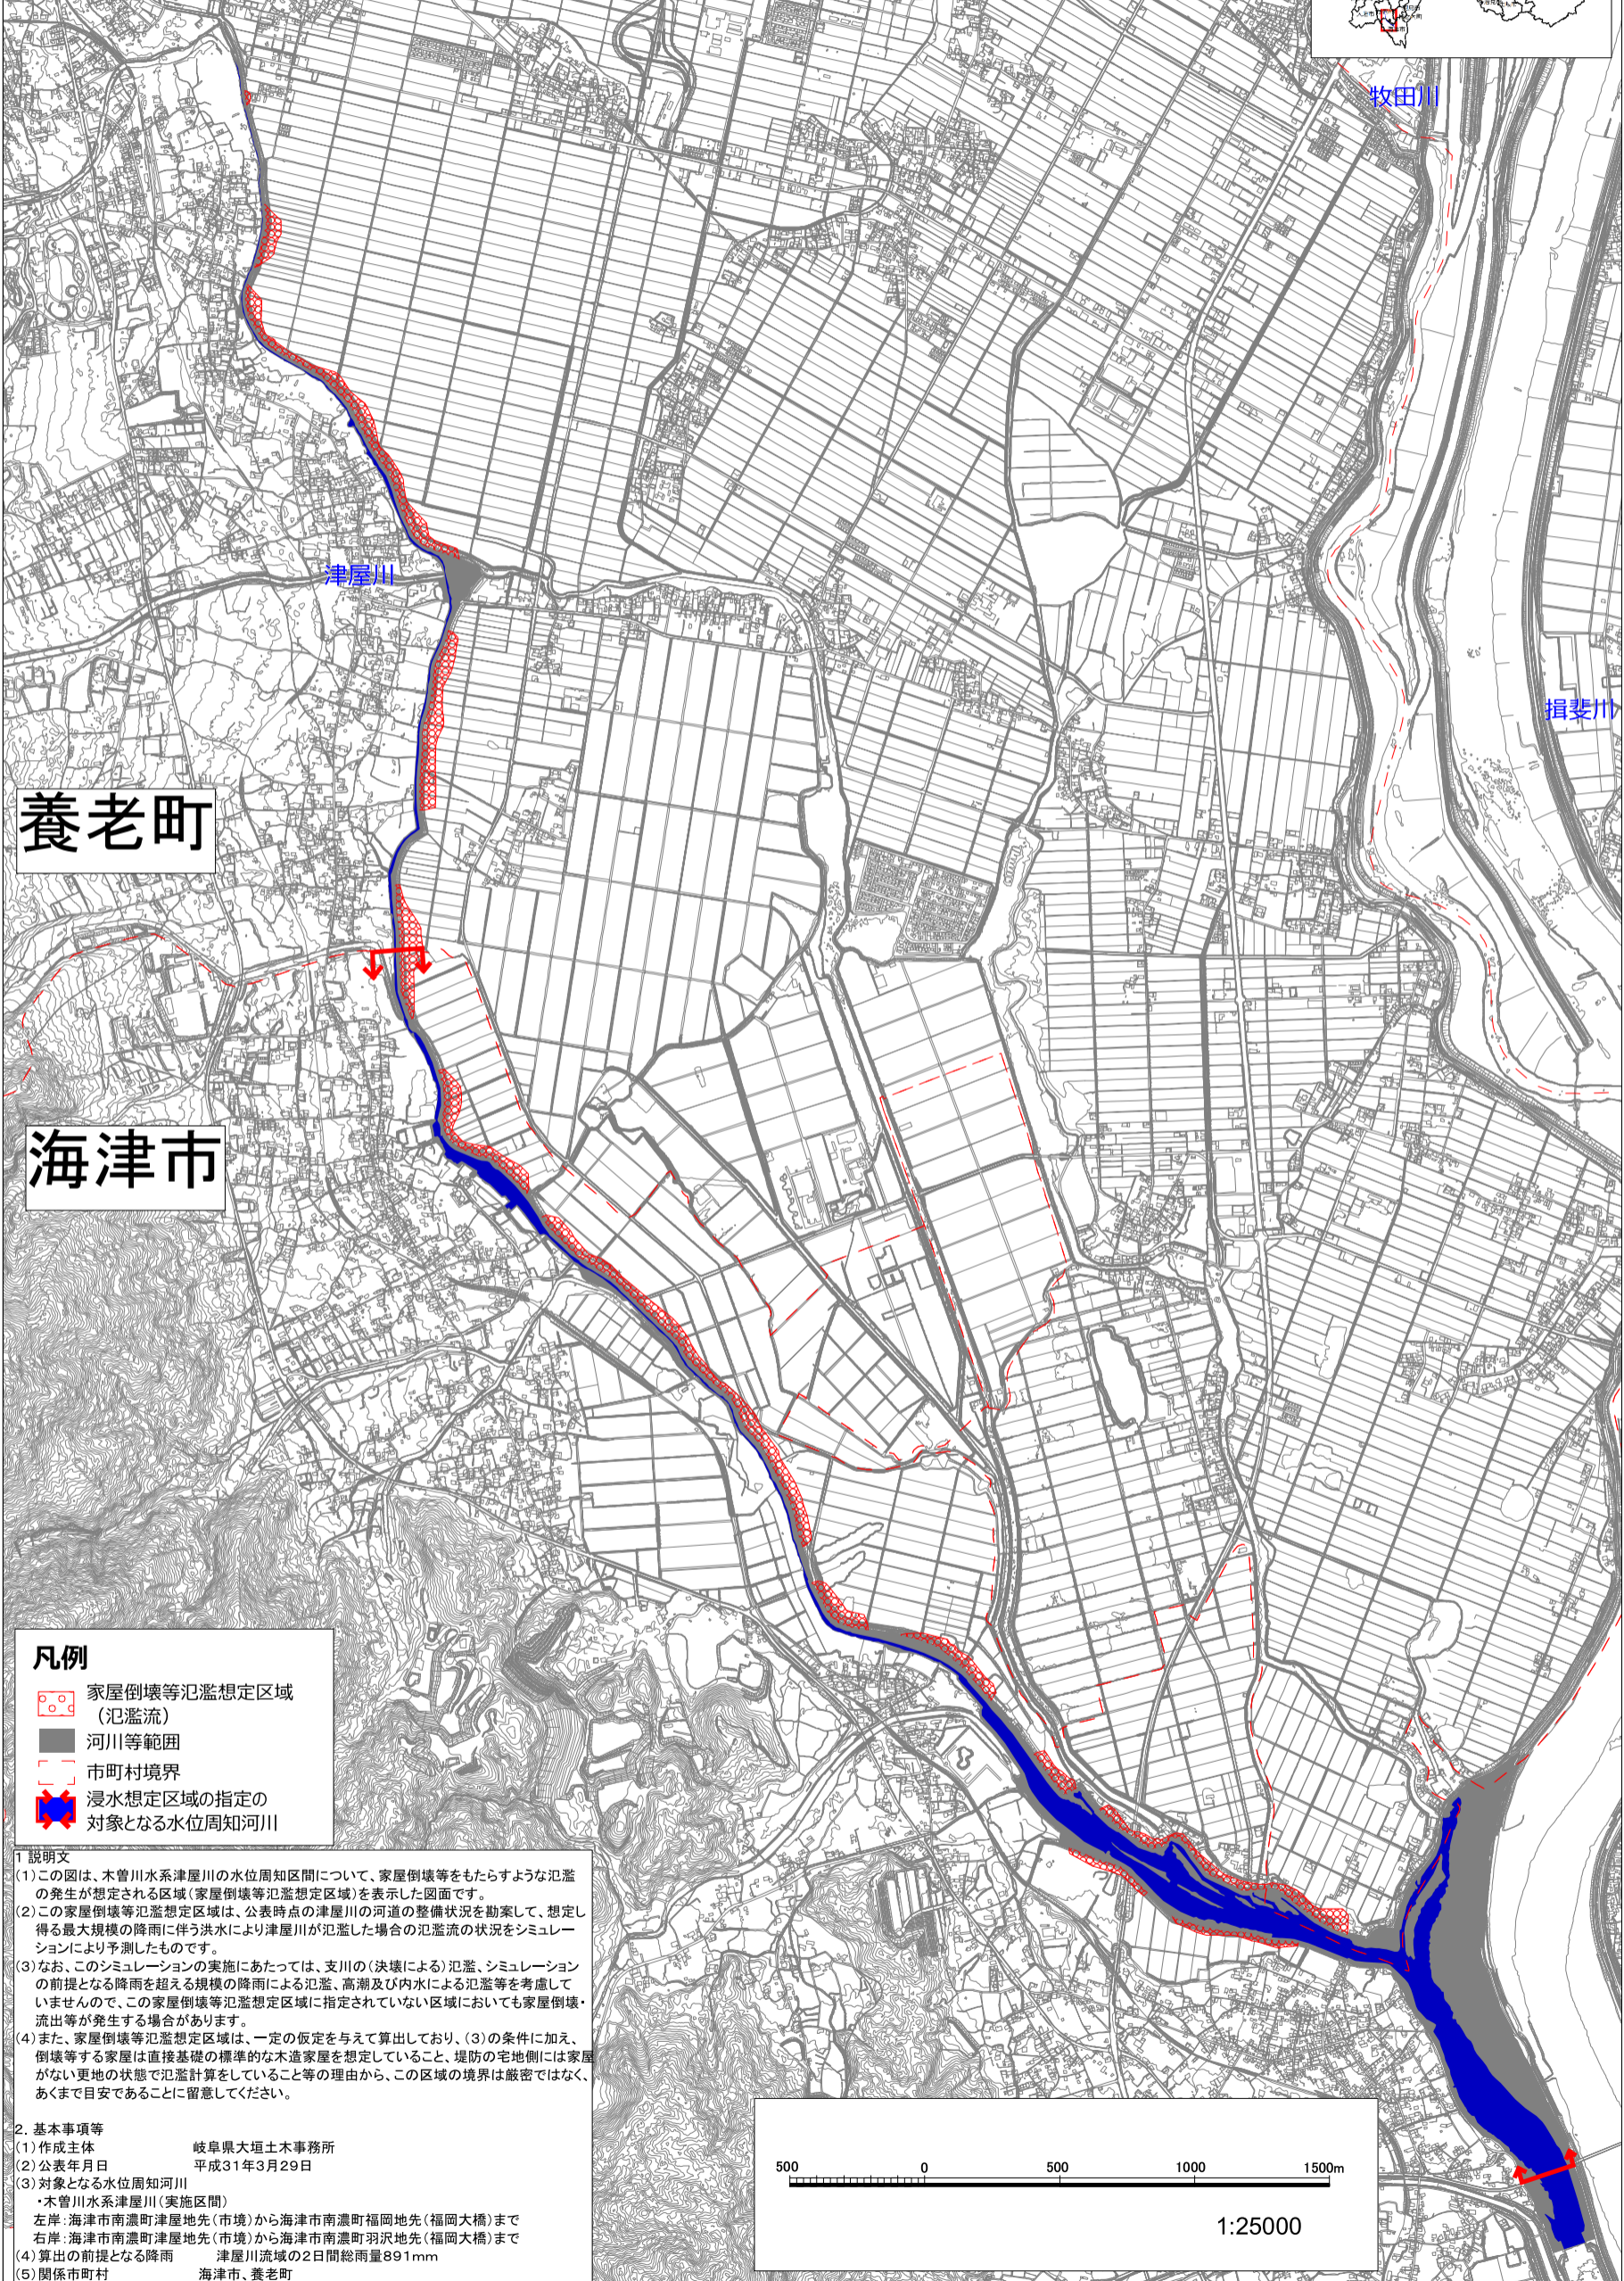 牧田川
津屋川
揖斐川
養老町
海津市
凡例
家屋倒壊等氾濫想定区域
（氾濫流）
河川等範囲
市町村境界
浸水想定区域の指定の
対象となる水位周知河川
1 説明文
(1)この図は、木曽川水系津屋川の水位周知区間について、家屋倒壊等をもたらすような氾濫
の発生が想定される区域(家屋倒壊等氾濫想定区域)を表示した図面です。
(2)この家屋倒壊等氾濫想定区域は、公表時点の津屋川の河道の整備状況を勘案して、想定し
得る最大規模の降雨に伴う洪水により津屋川が氾濫した場合の氾濫流の状況をシミュレー
ションにより予測したものです。
(3)なお、このシミュレーションの実施にあたっては、支川の(決壊による)氾濫、シミュレーション
の前提となる降雨を超える規模の降雨による氾濫、高潮及び内水による氾濫等を考慮して
いませんので、この家屋倒壊等氾濫想定区域に指定されていない区域においても家屋倒壊・
流出等が発生する場合があります。
(4)また、家屋倒壊等氾濫想定区域は、一定の仮定を与えて算出しており、(3)の条件に加え、
倒壊等する家屋は直接基礎の標準的な木造家屋を想定していること、堤防の宅地側には家屋
がない更地の状態で氾濫計算をしていること等の理由から、この区域の境界は厳密ではなく、
あくまで目安であることに留意してください。
2. 基本事項等
(1)作成主体 岐阜県大垣土木事務所
(2)公表年月日 平成31年3月29日
(3)対象となる水位周知河川
・木曽川水系津屋川(実施区間)
左岸:海津市南濃町津屋地先(市境)から海津市南濃町福岡地先(福岡大橋)まで
右岸:海津市南濃町津屋地先(市境)から海津市南濃町羽沢地先(福岡大橋)まで
(4)算出の前提となる降雨 津屋川流域の2日間総雨量891mm
(5)関係市町村 海津市、養老町
500 0 500 1000 1500m
1:25000